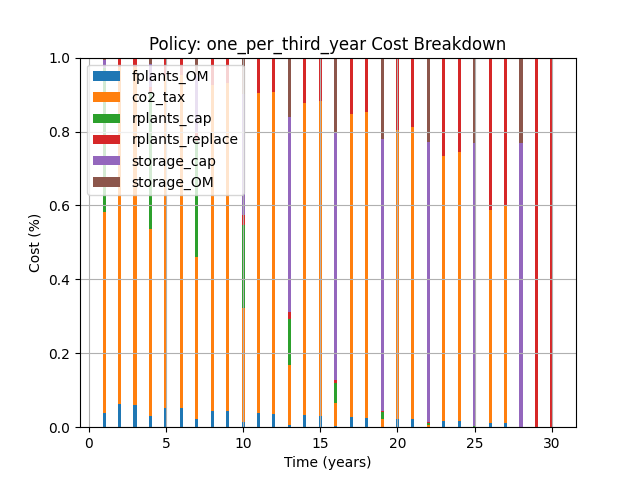 Policy: one_per_third_year Cost Breakdown
fplants_OM
co2_tax
rplants_cap
rplants_replace
storage_cap
storage_OM
Cost (%)
1.0
0.8
0.6
0.4
0.2
0.0
0 5 10 15 20 25 30
Time (years)